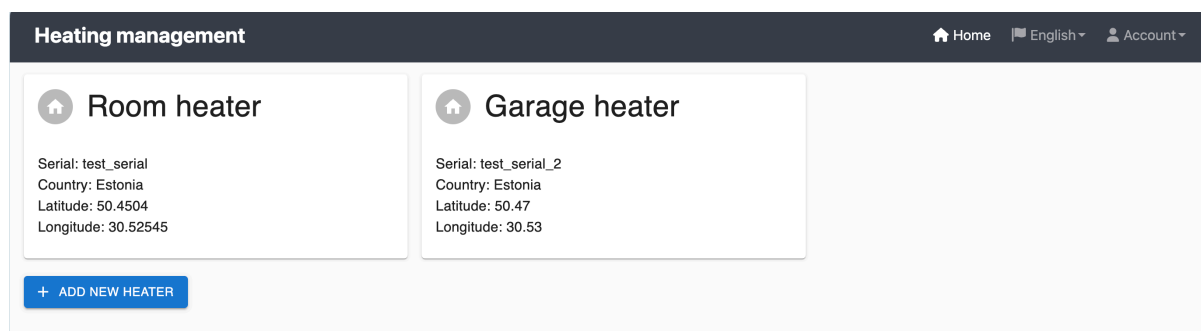 Heating management
Home English Account
Room heater
Serial: test_serial
Country: Estonia
Latitude: 50.4504
Longitude: 30.52545
Garage heater
Serial: test_serial_2
Country: Estonia
Latitude: 50.47
Longitude: 30.53
+ ADD NEW HEATER